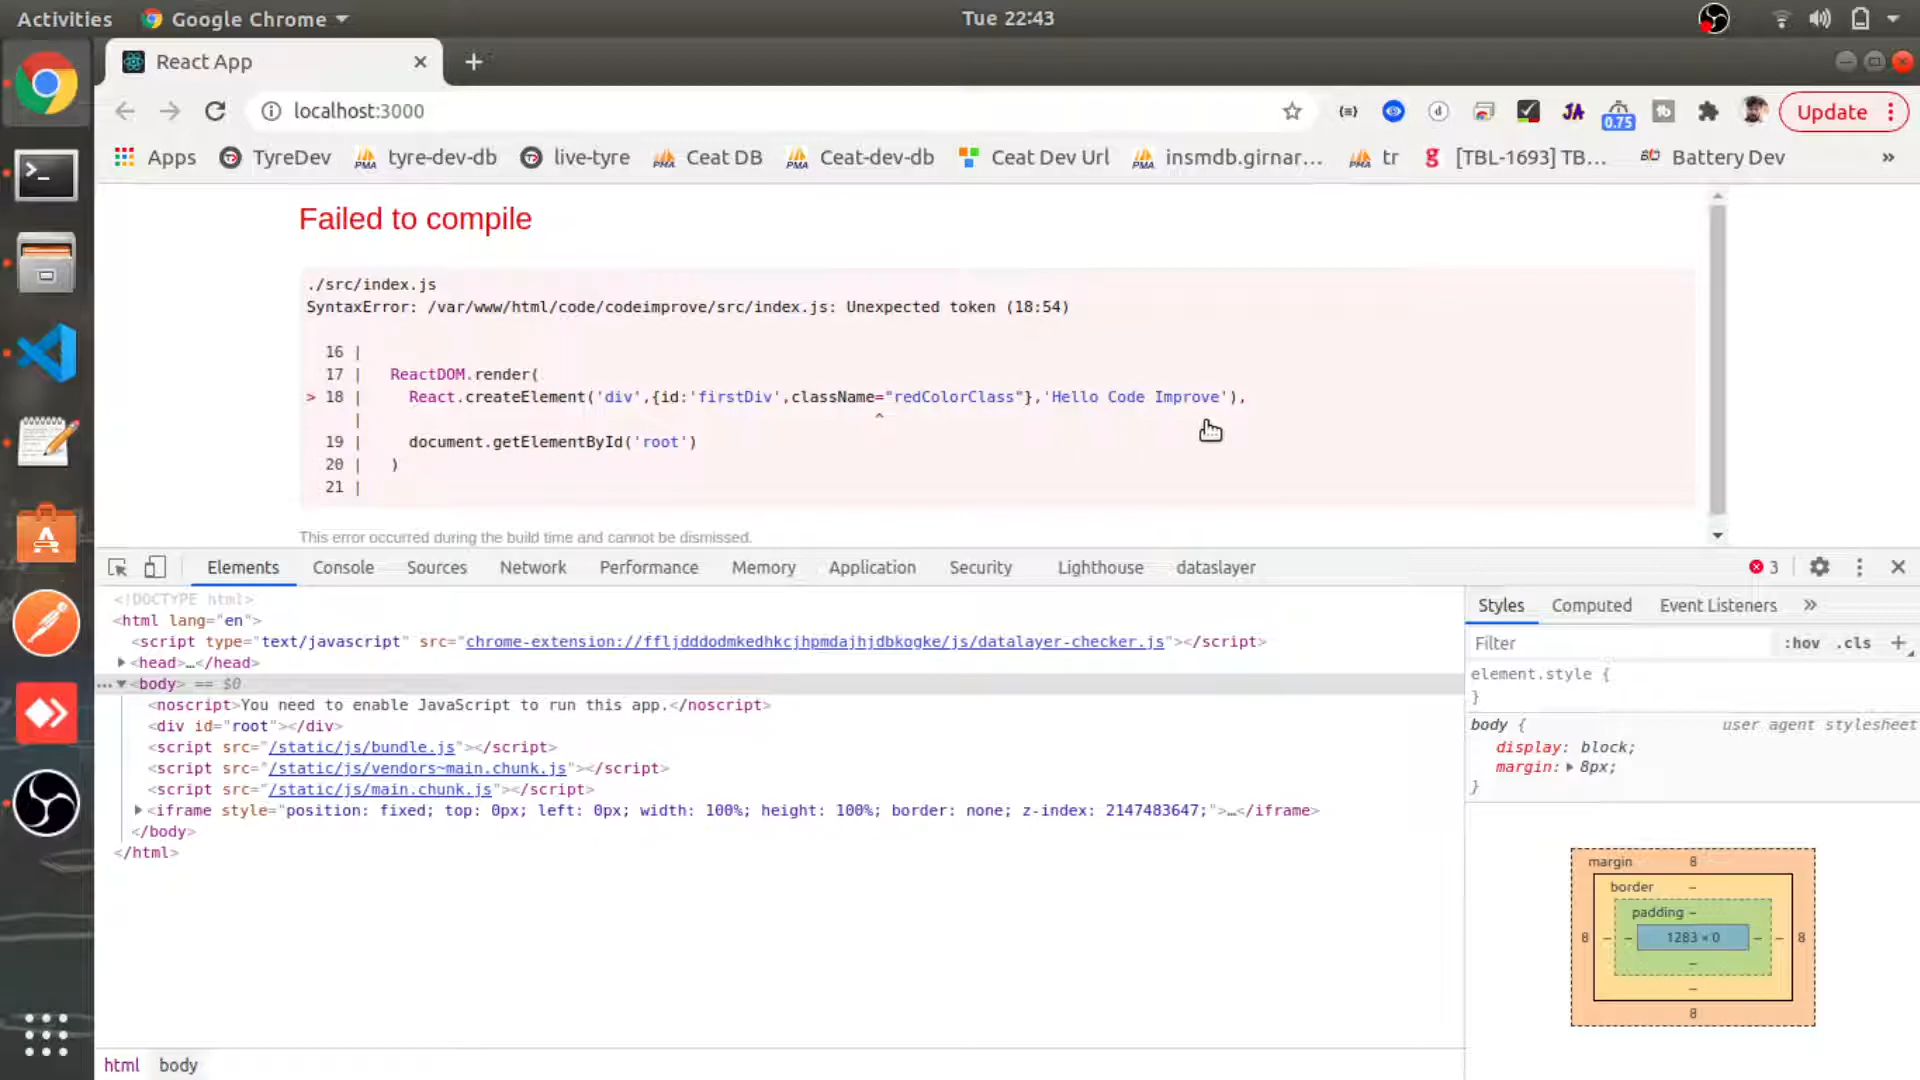 Activities Google Chrome Tue 22:43
React App
localhost:3000 0.75 Update
Apps TyreDev tyre-dev-db live-tyre Ceat DB Ceat-dev-db Ceat Dev Url insmdb.girnar... tr [TBL-1693] TB... Battery Dev »
Failed to compile
./src/index.js
SyntaxError: /var/www/html/code/codeimprove/src/index.js: Unexpected token (18:54)
16 |
17 | ReactDOM.render(
> 18 | React.createElement('div',{id:'firstDiv',className="redColorClass"},'Hello Code Improve'),
| ^
19 | document.getElementById('root')
20 | )
21 |
This error occurred during the build time and cannot be dismissed.
Elements Console Sources Network Performance Memory Application Security Lighthouse datalayer 3
<!DOCTYPE html>
<html lang="en">
<script type="text/javascript" src="chrome-extension://ffljdddodmkedhkcjhpmdajhjdbkogke/js/datalayer-checker.js"></script>
<head>…</head>
<body> == $0
<noscript>You need to enable JavaScript to run this app.</noscript>
<div id="root"></div>
<script src="/static/js/bundle.js"></script>
<script src="/static/js/vendors~main.chunk.js"></script>
<script src="/static/js/main.chunk.js"></script>
<iframe style="position: fixed; top: 0px; left: 0px; width: 100%; height: 100%; border: none; z-index: 2147483647;">…</iframe>
</body>
</html>
html body
Styles Computed Event Listeners »
Filter :hov .cls +
element.style {
}
body { user agent stylesheet
display: block;
margin: 8px;
}
margin 8
border –
padding –
8 – – 1283 × 0 – – 8
–
–
8